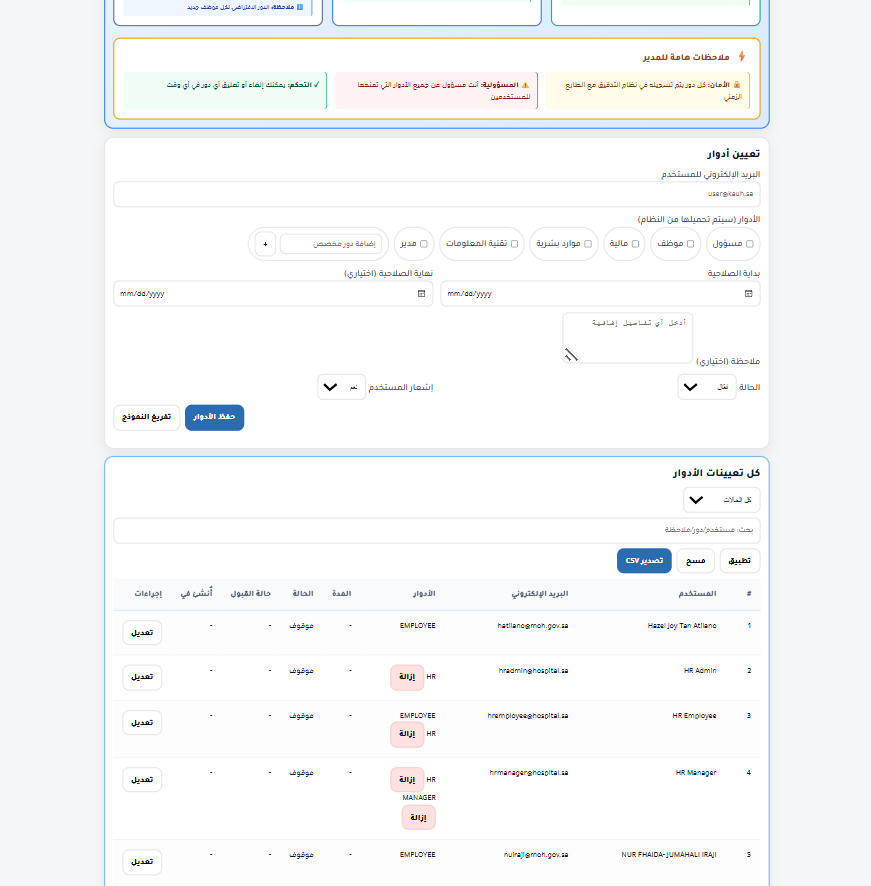 ملاحظة: الدور الافتراضي لكل موظف جديد
ملاحظات هامة للمدير
الأمان: كل دور يتم تسجيله في نظام التدقيق مع الطابع
الزمني
المسؤولية: أنت مسؤول عن جميع الأدوار التي تمنحها
للمستخدمين
✓ التحكم: يمكنك إلغاء أو تعليق أي دور في أي وقت
تعيين أدوار
البريد الإلكتروني للمستخدم
user@kauh.sa
الأدوار (سيتم تحميلها من النظام)
مسؤول موظف مالية موارد بشرية تقنية المعلومات مدير إضافة دور مخصص +
بداية الصلاحية
نهاية الصلاحية (اختياري)
mm/dd/yyyy
mm/dd/yyyy
أدخل أي تفاصيل إضافية
ملاحظة (اختياري)
الحالة فعّال إشعار المستخدم نعم
حفظ الأدوار تفريغ النموذج
كل تعيينات الأدوار
كل الحالات
بحث: مستخدم/دور/ملاحظة
تطبيق مسح تصدير CSV
# المستخدم البريد الإلكتروني الأدوار المدة الحالة حالة القبول أُنشئ في إجراءات
1 Hazel Joy Tan Atilano hatilano@moh.gov.sa EMPLOYEE - موقوف - - تعديل
2 HR Admin hradmin@hospital.sa HR إزالة - موقوف - - تعديل
3 HR Employee hremployee@hospital.sa EMPLOYEE - موقوف - - تعديل
HR إزالة
4 HR Manager hrmanager@hospital.sa HR إزالة - موقوف - - تعديل
MANAGER
إزالة
5 NUR FHAIDA- JUMAHALI IRAJI nuiraji@moh.gov.sa EMPLOYEE - موقوف - - تعديل